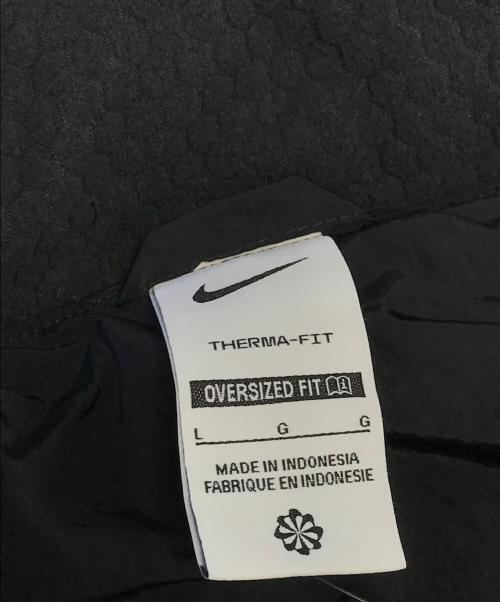 THERMA-FIT
OVERSIZED FIT
L G G
MADE IN INDONESIA
FABRIQUE EN INDONESIE